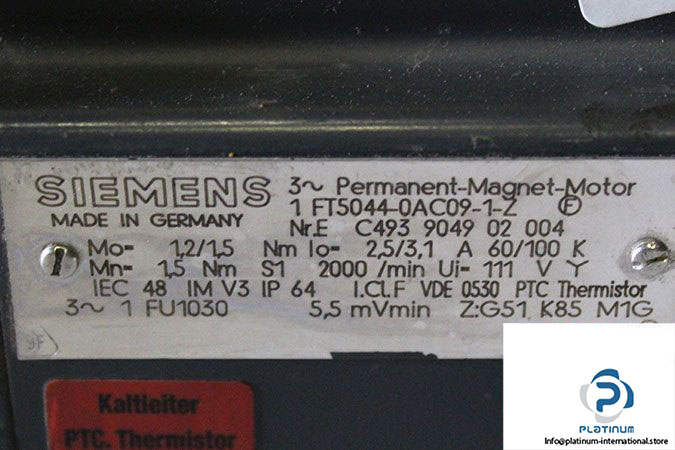 SIEMENS 3~ Permanent-Magnet-Motor
1 FT5044-0AC09-1-Z F
MADE IN GERMANY Nr.E C493 9049 02 004
Mo= 1,2/1,5 Nm Io= 2,5/3,1 A 60/100 K
Mn= 1,5 Nm S1 2000 /min Ui= 111 V Y
IEC 48 IM V3 IP 64 I.Cl.F VDE 0530 PTC Thermistor
3~ 1 FU1030 5,5 mVmin Z:G51 K85 M1G
9F
Kaltleiter
PTC. Thermistor
PLATINUM
Info@platinum-international.store